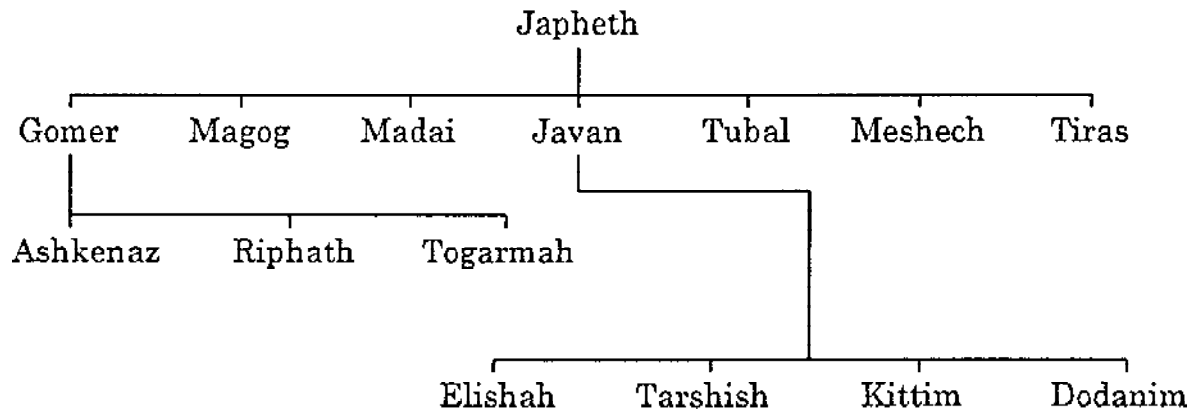 Japheth
Gomer Magog Madai Javan Tubal Meshech Tiras
Ashkenaz Riphath Togarmah
Elishah Tarshish Kittim Dodanim